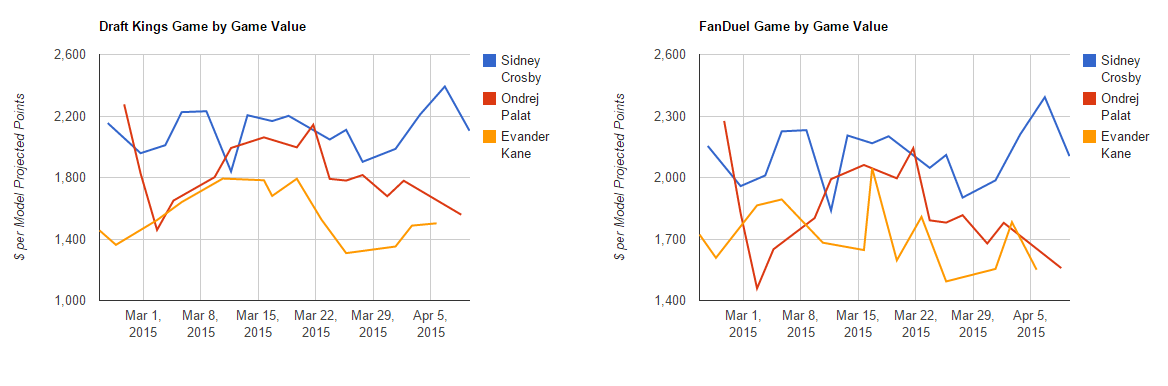 Draft Kings Game by Game Value
$ per Model Projected Points
2,600
2,200
1,800
1,400
1,000
Mar 1,
2015
Mar 8,
2015
Mar 15,
2015
Mar 22,
2015
Mar 29,
2015
Apr 5,
2015
Sidney
Crosby
Ondrej
Palat
Evander
Kane
FanDuel Game by Game Value
$ per Model Projected Points
2,600
2,300
2,000
1,700
1,400
Mar 1,
2015
Mar 8,
2015
Mar 15,
2015
Mar 22,
2015
Mar 29,
2015
Apr 5,
2015
Sidney
Crosby
Ondrej
Palat
Evander
Kane